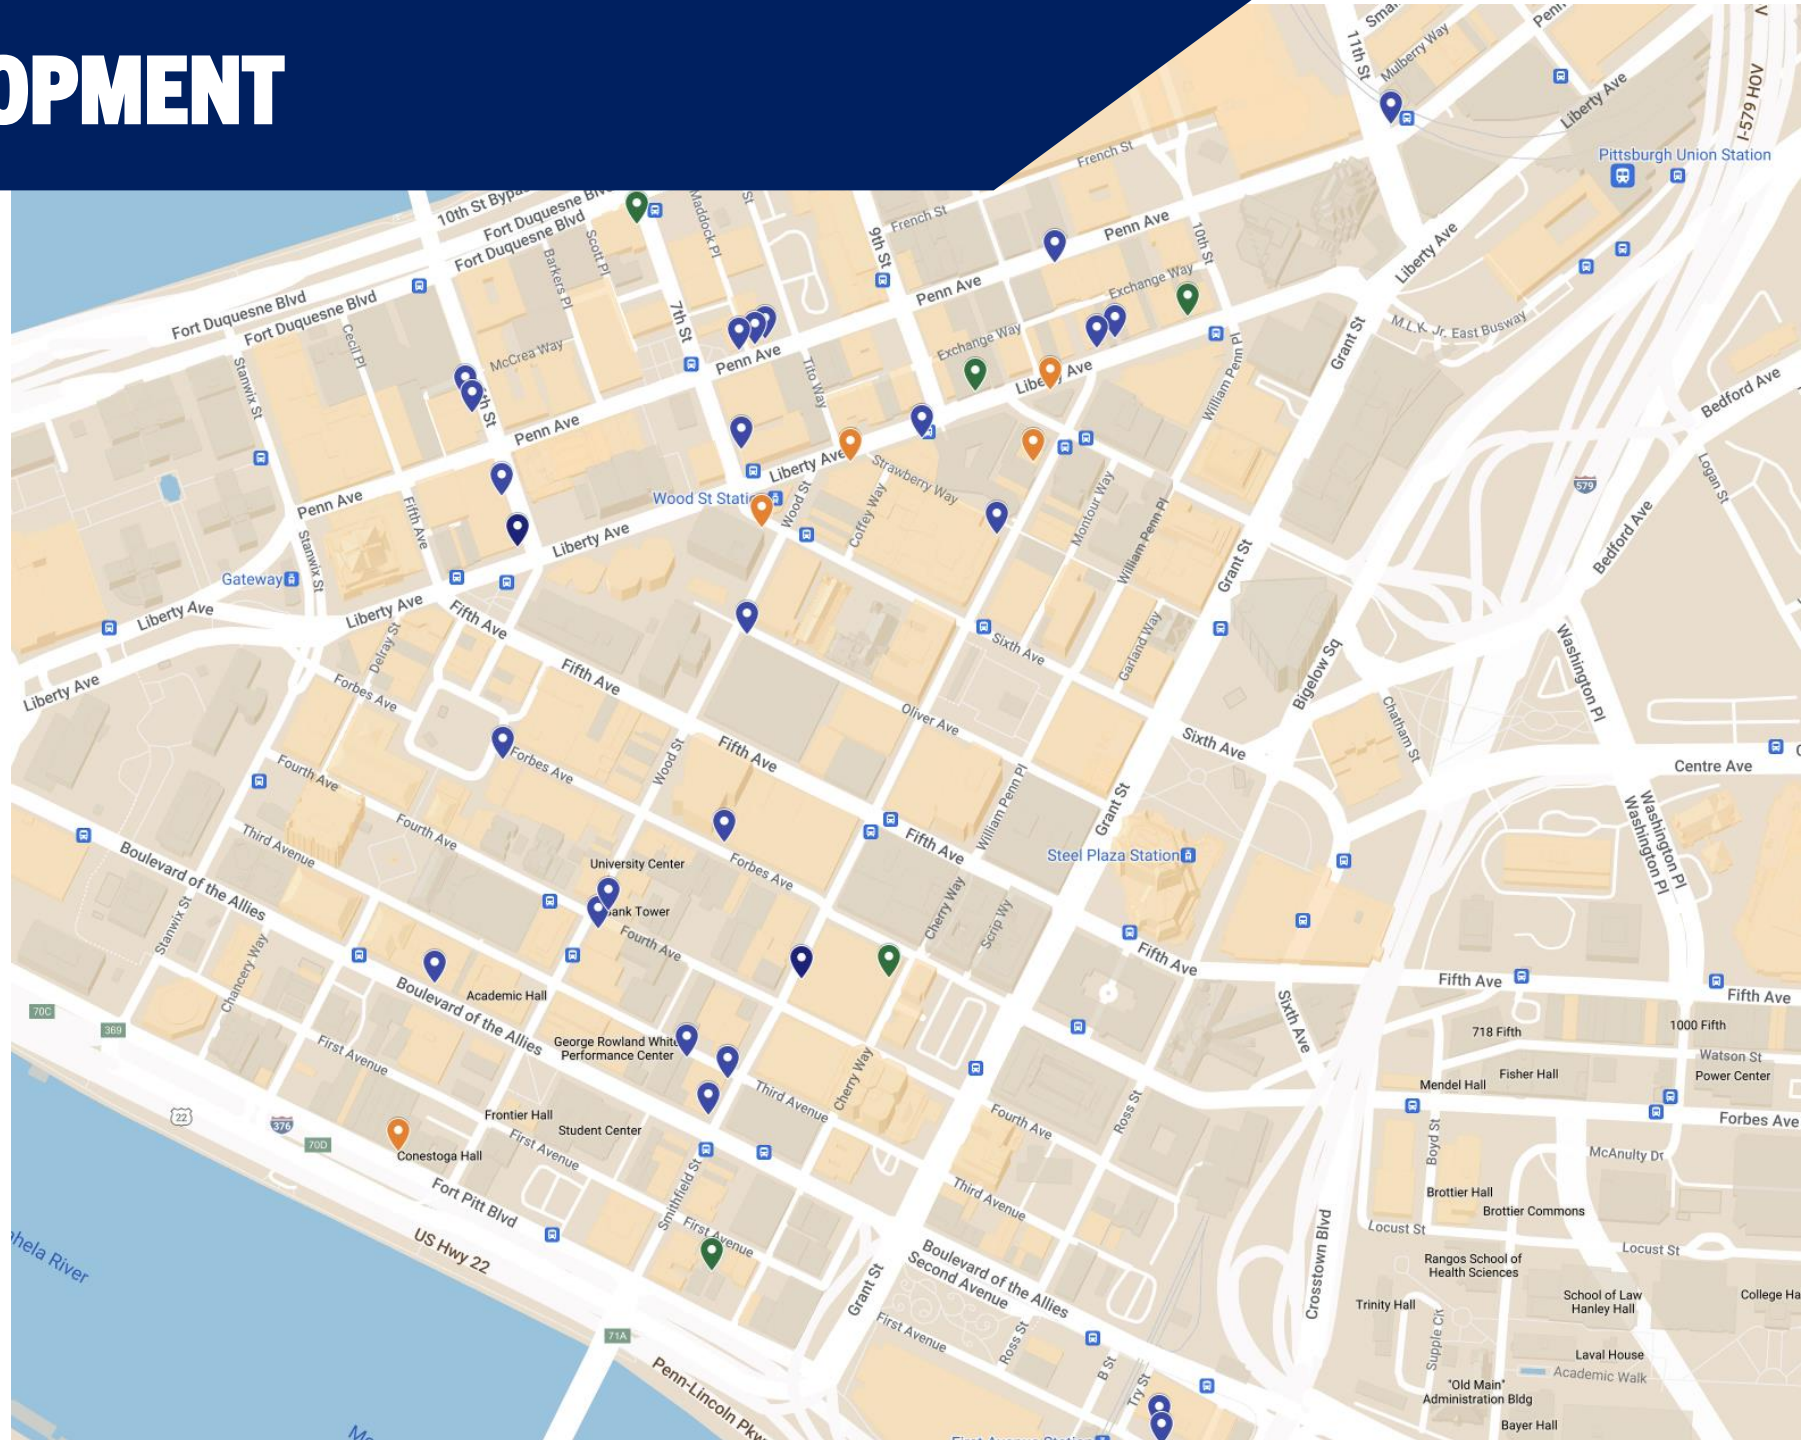 OPMENT
11th St
Mulberry Way
Penn
Liberty Ave
I-579 HOV
Pittsburgh Union Station
French St
10th St Bypa
Fort Duquesne Blv
Fort Duquesne Blvd
Barkers Pl
Scott Pl
Maddock Pl
St
9th St
French St
Penn Ave
10th St
Liberty Ave
Exchange Way
Penn Ave
Fort Duquesne Blvd
Fort Duquesne Blvd
Cecil Pl
Stanwix St
McCrea Way
7th St
Penn Ave
Tito Way
Exchange Way
Liberty Ave
William Penn Pl
Grant St
M.L.K. Jr. East Busway
Bedford Ave
th St
Penn Ave
Penn Ave
Fifth Ave
Liberty Ave
Strawberry Way
Wood St Station
Wood St
Coffey Way
Montour Way
William Penn Pl
579
Logan St
Bedford Ave
Stanwix St
Liberty Ave
Gateway
Grant St
Liberty Ave
Liberty Ave
Fifth Ave
Delray St
Liberty Ave
Forbes Ave
Fifth Ave
Sixth Ave
Garland Way
Bigelow Sq
Washington Pl
Oliver Ave
Sixth Ave
Chatham St
Fourth Ave
Forbes Ave
Wood St
Fifth Ave
Centre Ave
C
William Penn Pl
Grant St
Washington Pl
Washington Pl
Third Avenue
Fourth Ave
Fifth Ave
Steel Plaza Station
University Center
Forbes Ave
Boulevard of the Allies
Stanwix St
ank Tower
Fourth Ave
Cherry Way
Scrip Wy
Fifth Ave
Fifth Ave
Fifth Ave
Chancery Way
Academic Hall
Boulevard of the Allies
Sixth Ave
70C
369
718 Fifth
1000 Fifth
First Avenue
George Rowland White
Performance Center
Watson St
Fisher Hall
Power Center
Mendel Hall
Cherry Way
Third Avenue
Fourth Ave
Ross St
22
376
70D
Frontier Hall
Student Center
Forbes Ave
Boyd St
Conestoga Hall
First Avenue
McAnulty Dr
Fort Pitt Blvd
Smithfield St
Third Avenue
Brottier Hall
Brottier Commons
US Hwy 22
First Avenue
Locust St
Locust St
ahela River
Boulevard of the Allies
Second Avenue
Crosstown Blvd
Rangos School of
Health Sciences
Grant St
Trinity Hall
School of Law
Hanley Hall
College Ha
71A
First Avenue
Ross St
Supple Cir
Laval House
Academic Walk
Penn-Lincoln Pkw
B St
Try St
"Old Main"
Administration Bldg
Bayer Hall
First Avenue Station